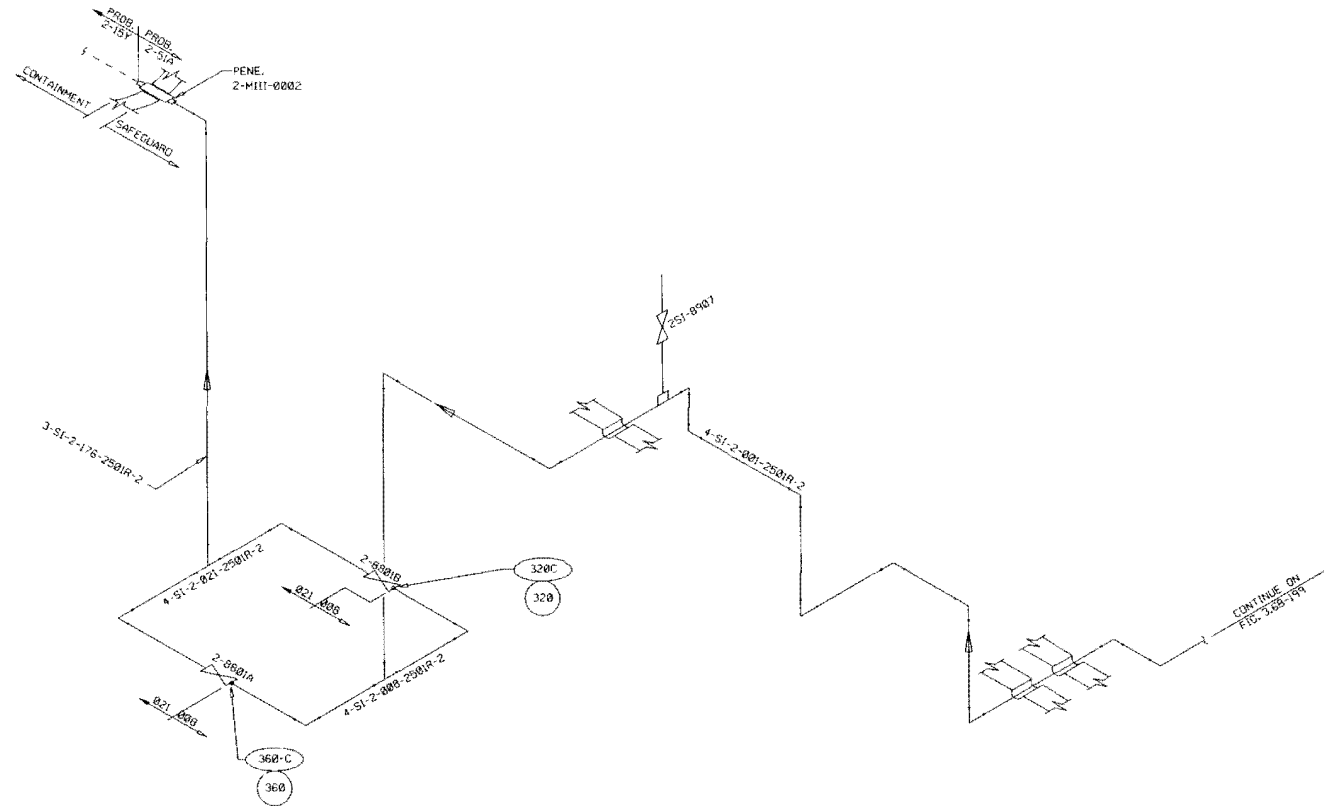 PROB.
2-15Y
PROB.
2-51A
PENE.
2-MIII-0002
CONTAINMENT
SAFEGUARD
2SI-8907
3-SI-2-176-2501R-2
4-SI-2-001-2501R-2
4-SI-2-021-2501R-2
2-8801B
320C
320
021 008
CONTINUE ON
FIG. 3.6B-199
2-8801A
4-SI-2-008-2501R-2
021 008
360-C
360